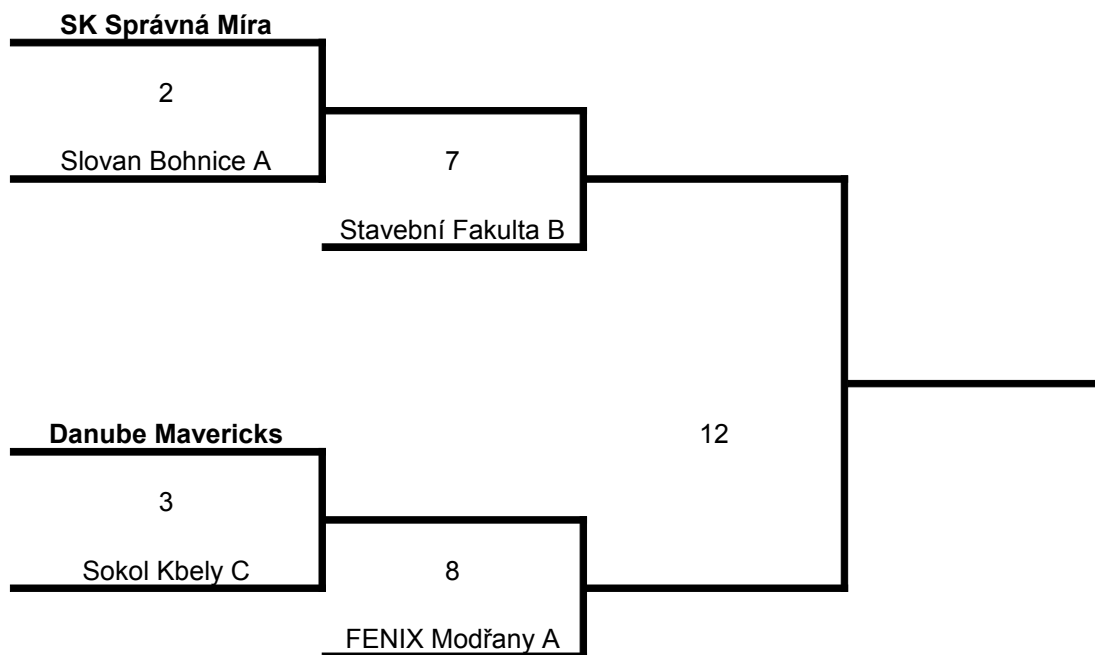 SK Správná Míra
2
Slovan Bohnice A
7
Stavební Fakulta B
Danube Mavericks
12
3
Sokol Kbely C
8
FENIX Modřany A